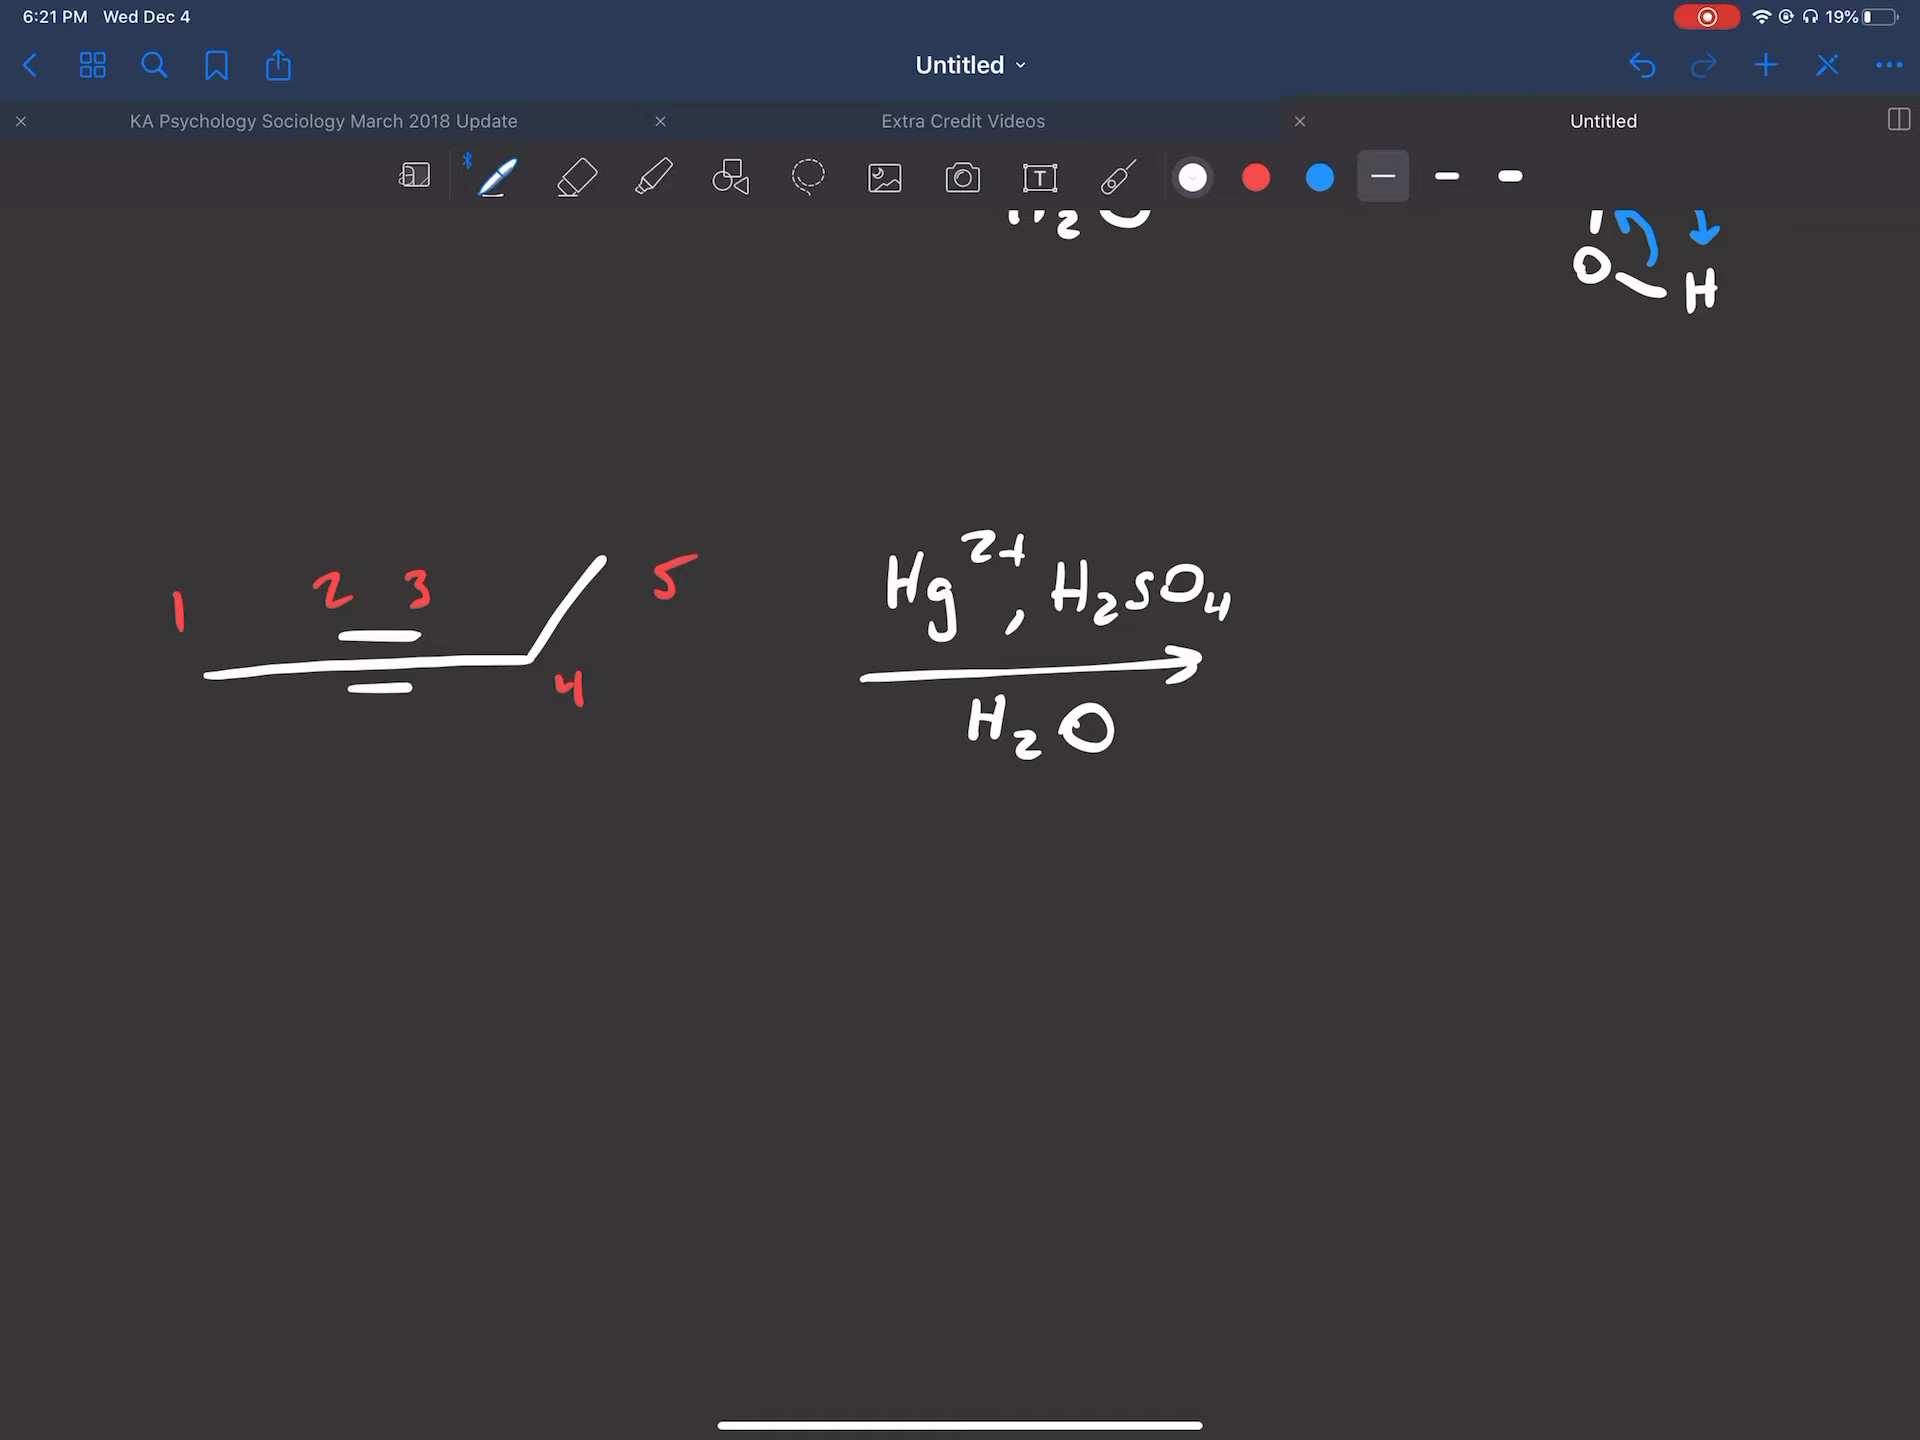 6:21 PM Wed Dec 4 19%
Untitled
KA Psychology Sociology March 2018 Update Extra Credit Videos Untitled
T
H₂O
O H
1 2 3 4 5
Hg²⁺, H₂SO₄
H₂O